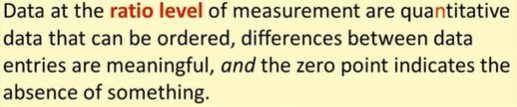 Data at the ratio level of measurement are quantitative
data that can be ordered, differences between data
entries are meaningful, and the zero point indicates the
absence of something.